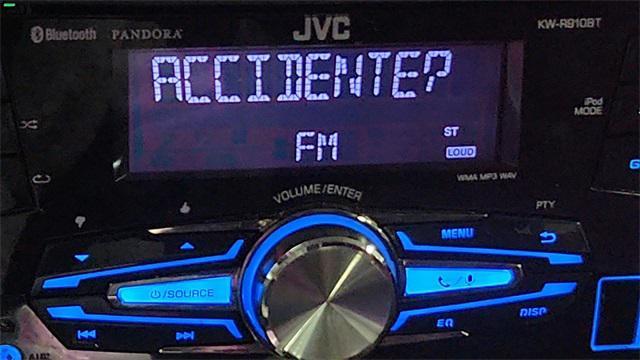 Bluetooth PANDORA JVC KW-R910BT
ACCIDENTE?
iPod
MODE
FM ST
LOUD
WMA MP3 WAV
VOLUME/ENTER
PTY
MENU
/SOURCE
EQ DISP
AUX